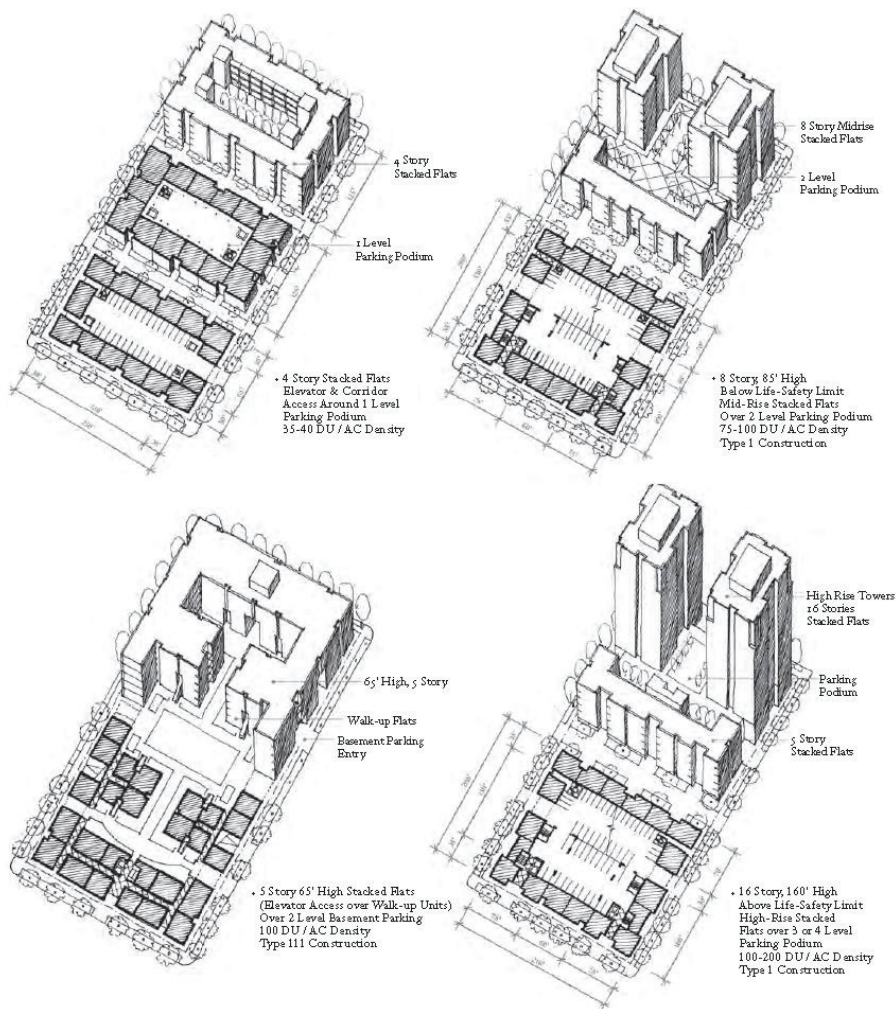 4 Story
Stacked Flats
1 Level
Parking Podium
+ 4 Story Stacked Flats
Elevator & Corridor
Access Around 1 Level
Parking Podium
35-40 DU / AC Density
8 Story Midrise
Stacked Flats
2 Level
Parking Podium
+ 8 Story, 85' High
Below Life-Safety Limit
Mid-Rise Stacked Flats
Over 2 Level Parking Podium
75-100 DU / AC Density
Type 1 Construction
65' High, 5 Story
Walk-up Flats
Basement Parking
Entry
+ 5 Story 65' High Stacked Flats
(Elevator Access over Walk-up Units)
Over 2 Level Basement Parking
100 DU / AC Density
Type 111 Construction
High Rise Towers
16 Stories
Stacked Flats
Parking
Podium
5 Story
Stacked Flats
+ 16 Story, 160' High
Above Life-Safety Limit
High-Rise Stacked
Flats over 3 or 4 Level
Parking Podium
100-200 DU / AC Density
Type 1 Construction